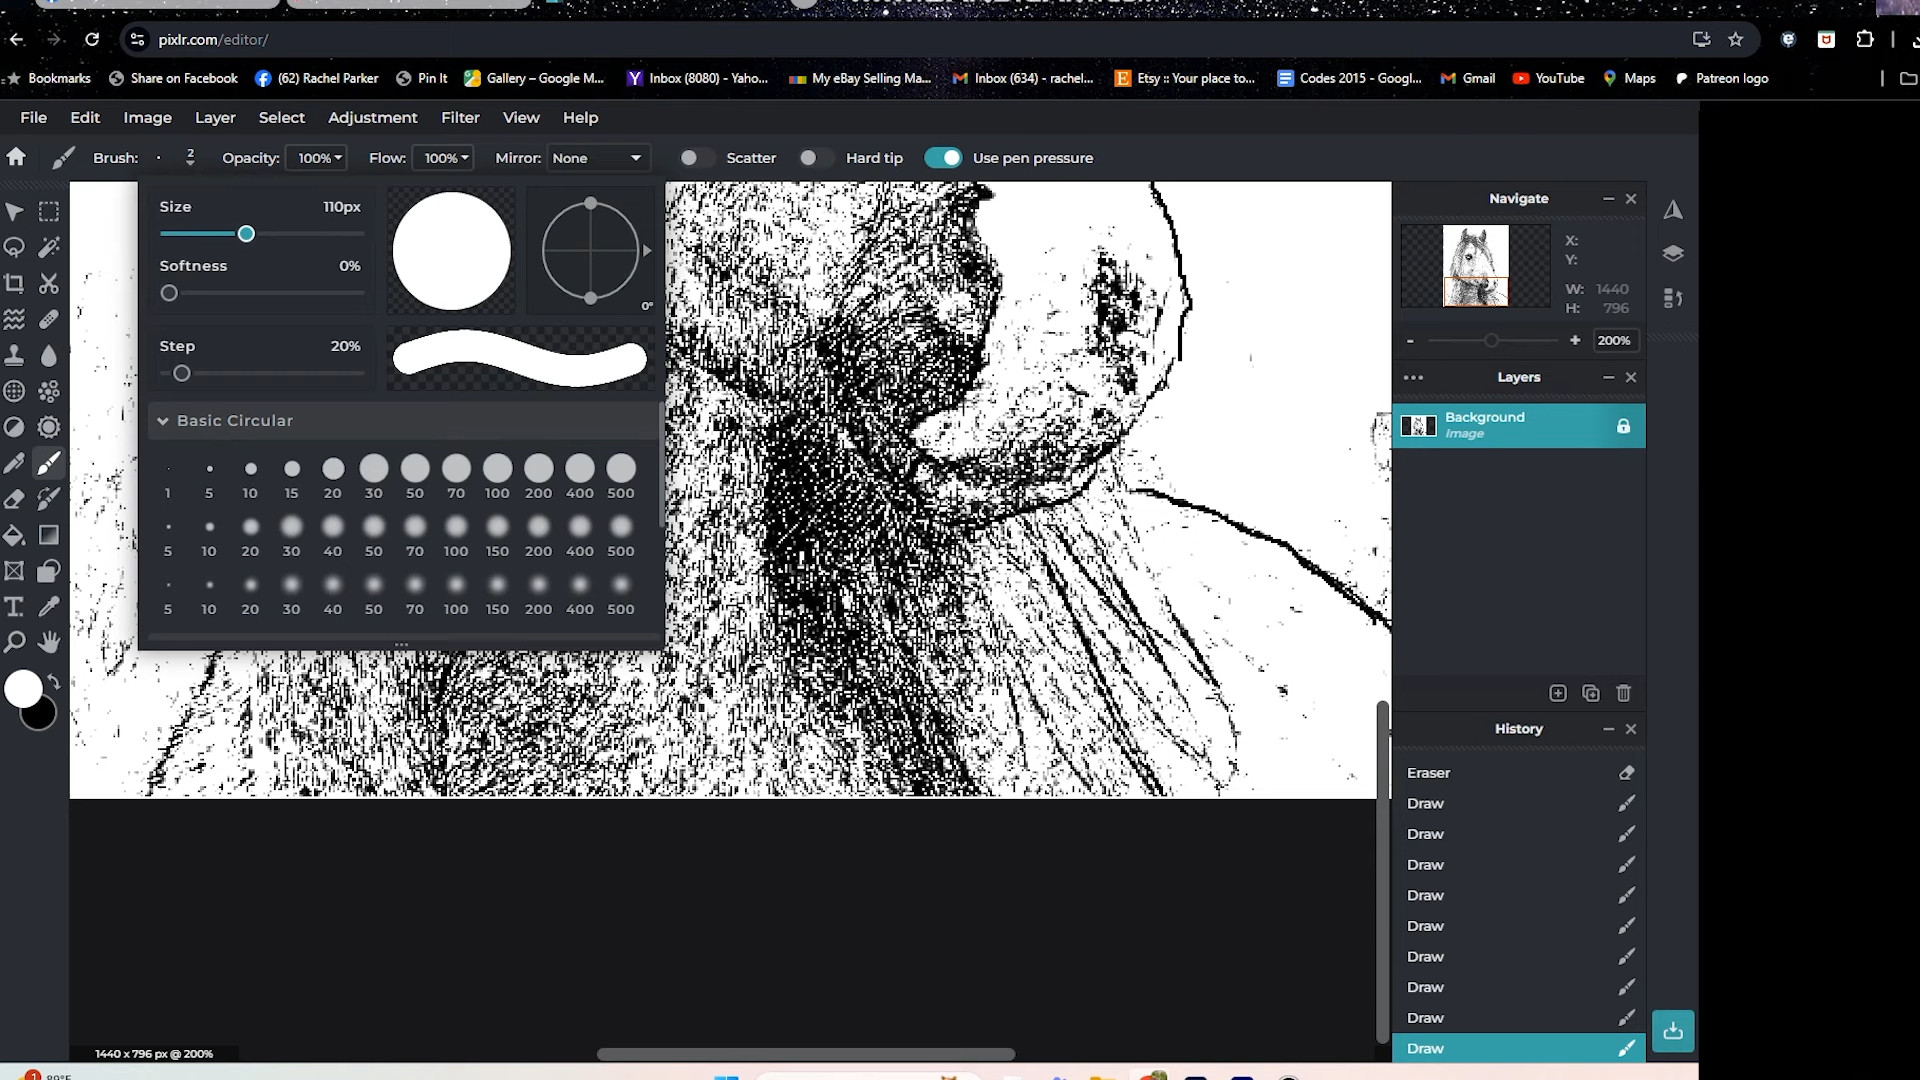 pixlr.com/editor/
Bookmarks Share on Facebook (62) Rachel Parker Pin It Gallery – Google M... Inbox (8080) - Yaho... My eBay Selling Ma... Inbox (634) - rachel... Etsy :: Your place to... Codes 2015 - Googl... Gmail YouTube Maps Patreon logo
File Edit Image Layer Select Adjustment Filter View Help
Brush: 2 Opacity: 100% Flow: 100% Mirror: None Scatter Hard tip Use pen pressure
Size 110px
Softness 0%
0°
Step 20%
Basic Circular
1 5 10 15 20 30 50 70 100 200 400 500
5 10 20 30 40 50 70 100 150 200 400 500
5 10 20 30 40 50 70 100 150 200 400 500
Navigate
X:
Y:
W: 1440
H: 796
- + 200%
Layers
Background
Image
History
Eraser
Draw
Draw
Draw
Draw
Draw
Draw
Draw
Draw
Draw
1440 x 796 px @ 200%
1
89°F